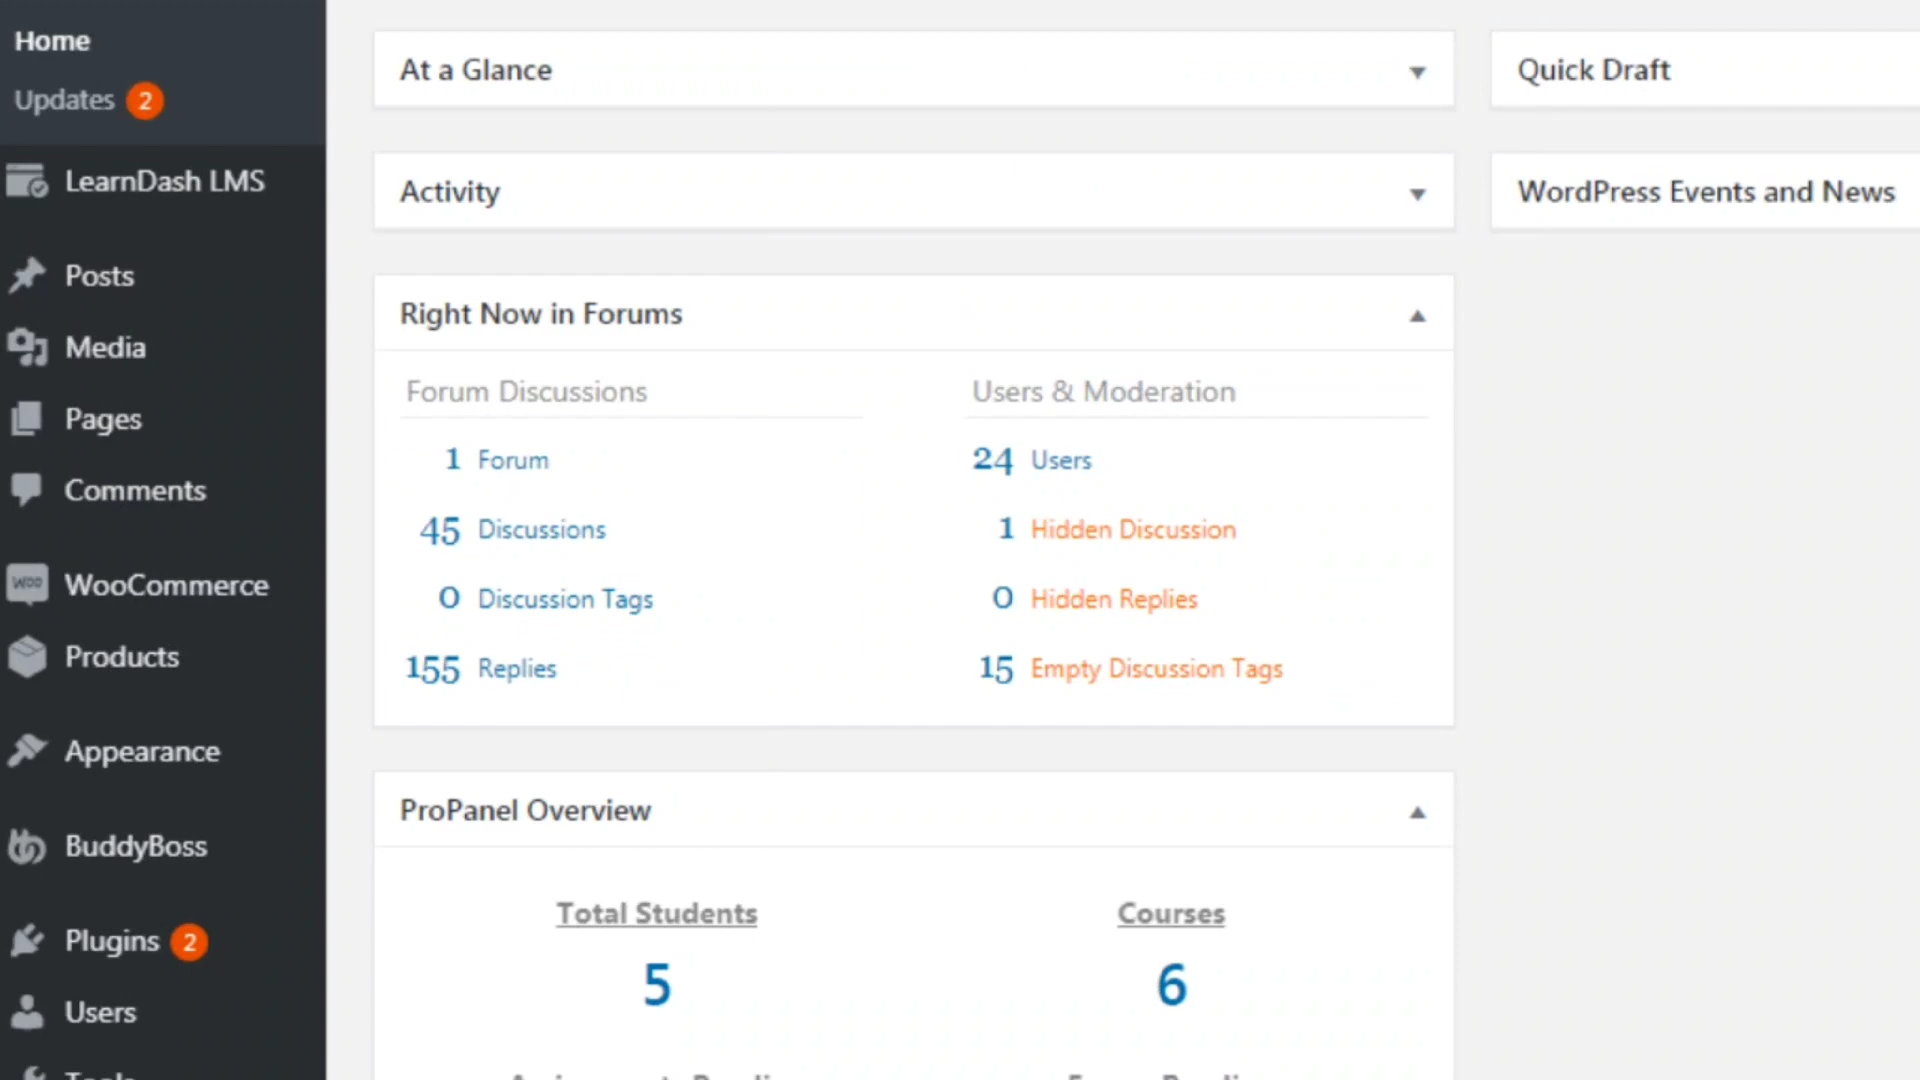 Home
Updates 2
LearnDash LMS
Posts
Media
Pages
Comments
WOO WooCommerce
Products
Appearance
BuddyBoss
Plugins 2
Users
At a Glance
Activity
Right Now in Forums
Forum Discussions
1 Forum
45 Discussions
0 Discussion Tags
155 Replies
Users & Moderation
24 Users
1 Hidden Discussion
0 Hidden Replies
15 Empty Discussion Tags
ProPanel Overview
Total Students
5
Courses
6
Quick Draft
WordPress Events and News